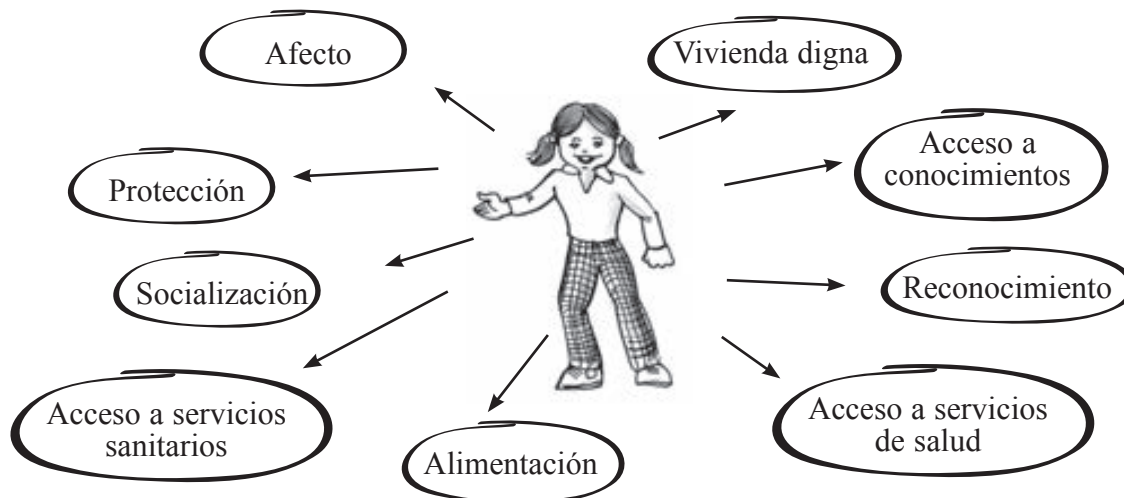 Afecto
Vivienda digna
Acceso a
conocimientos
Protección
Socialización
Reconocimiento
Acceso a servicios
sanitarios
Alimentación
Acceso a servicios
de salud